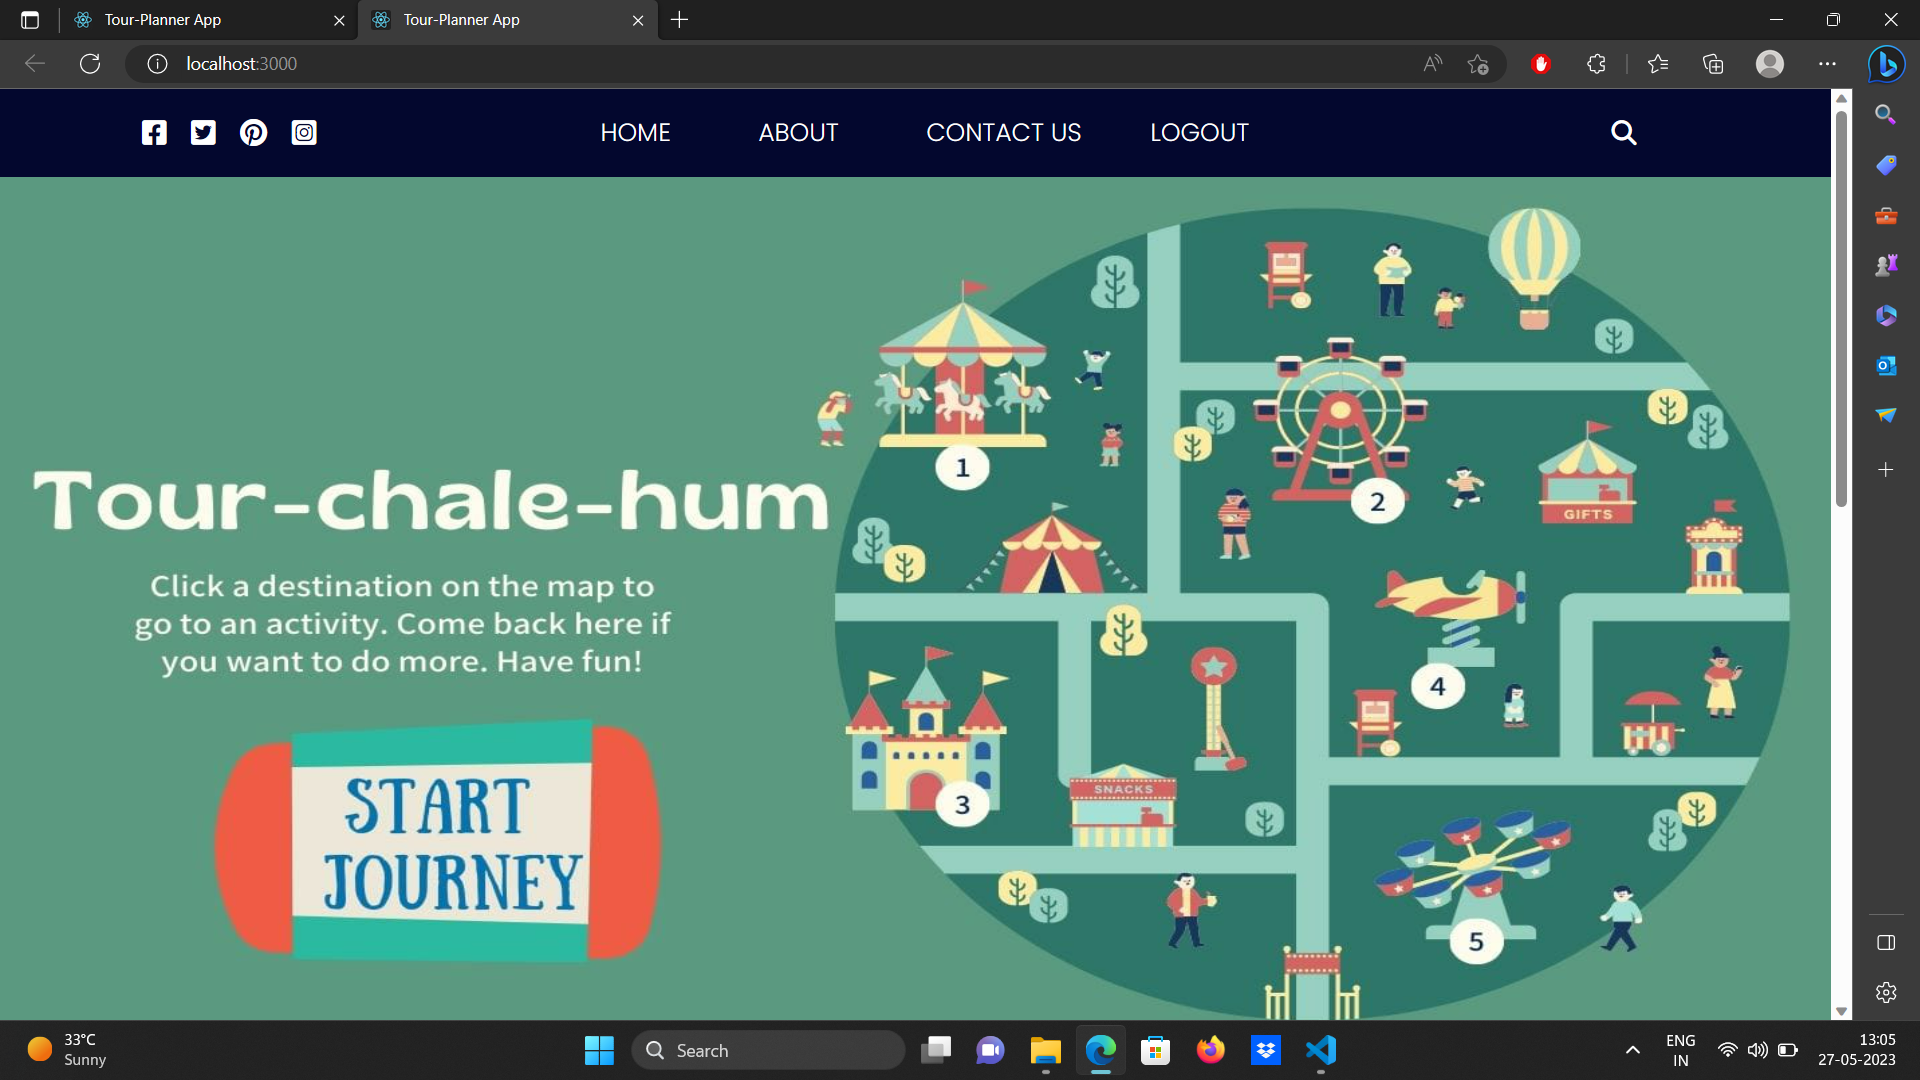 Tour-Planner App
Tour-Planner App
localhost:3000
HOME
ABOUT
CONTACT US
LOGOUT
1
2
GIFTS
Tour-chale-hum
Click a destination on the map to
go to an activity. Come back here if
you want to do more. Have fun!
4
3
SNACKS
START
JOURNEY
5
33°C
Sunny
Search
ENG
IN
13:05
27-05-2023